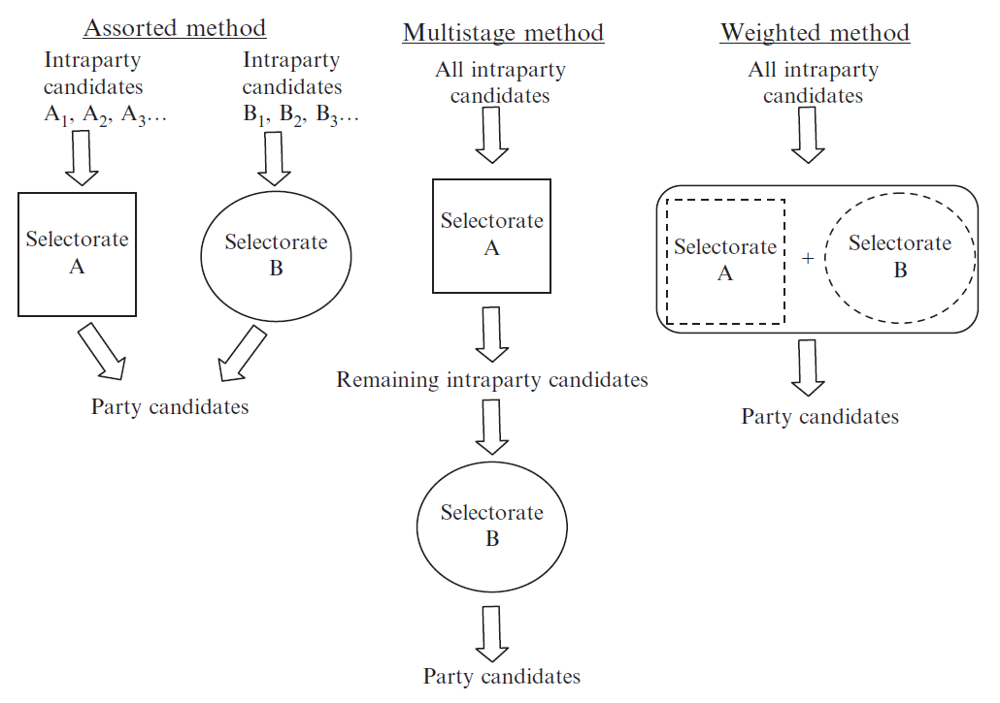 Assorted method
Intraparty
candidates
A₁, A₂, A₃...
Intraparty
candidates
B₁, B₂, B₃...
Selectorate
A
Selectorate
B
Party candidates
Multistage method
All intraparty
candidates
Selectorate
A
Remaining intraparty candidates
Selectorate
B
Party candidates
Weighted method
All intraparty
candidates
Selectorate
A
+
Selectorate
B
Party candidates